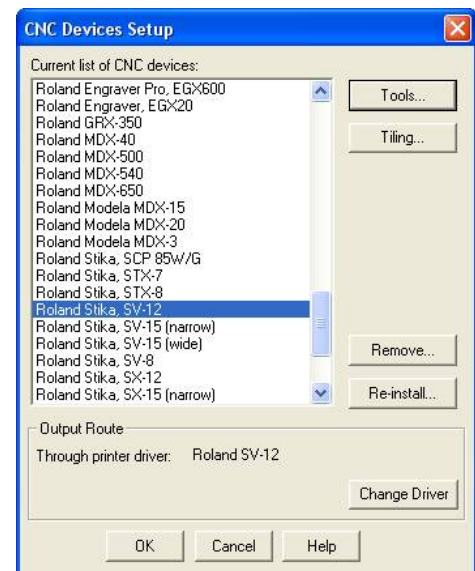 CNC Devices Setup
Current list of CNC devices:
Roland Engraver Pro, EGX600
Roland Engraver, EGX20
Roland GRX-350
Roland MDX-40
Roland MDX-500
Roland MDX-540
Roland MDX-650
Roland Modela MDX-15
Roland Modela MDX-20
Roland Modela MDX-3
Roland Stika, SCP 85W/G
Roland Stika, STX-7
Roland Stika, STX-8
Roland Stika, SV-12
Roland Stika, SV-15 (narrow)
Roland Stika, SV-15 (wide)
Roland Stika, SV-8
Roland Stika, SX-12
Roland Stika, SX-15 (narrow)
Tools...
Tiling...
Remove...
Re-install...
Output Route
Through printer driver: Roland SV-12
Change Driver
OK Cancel Help